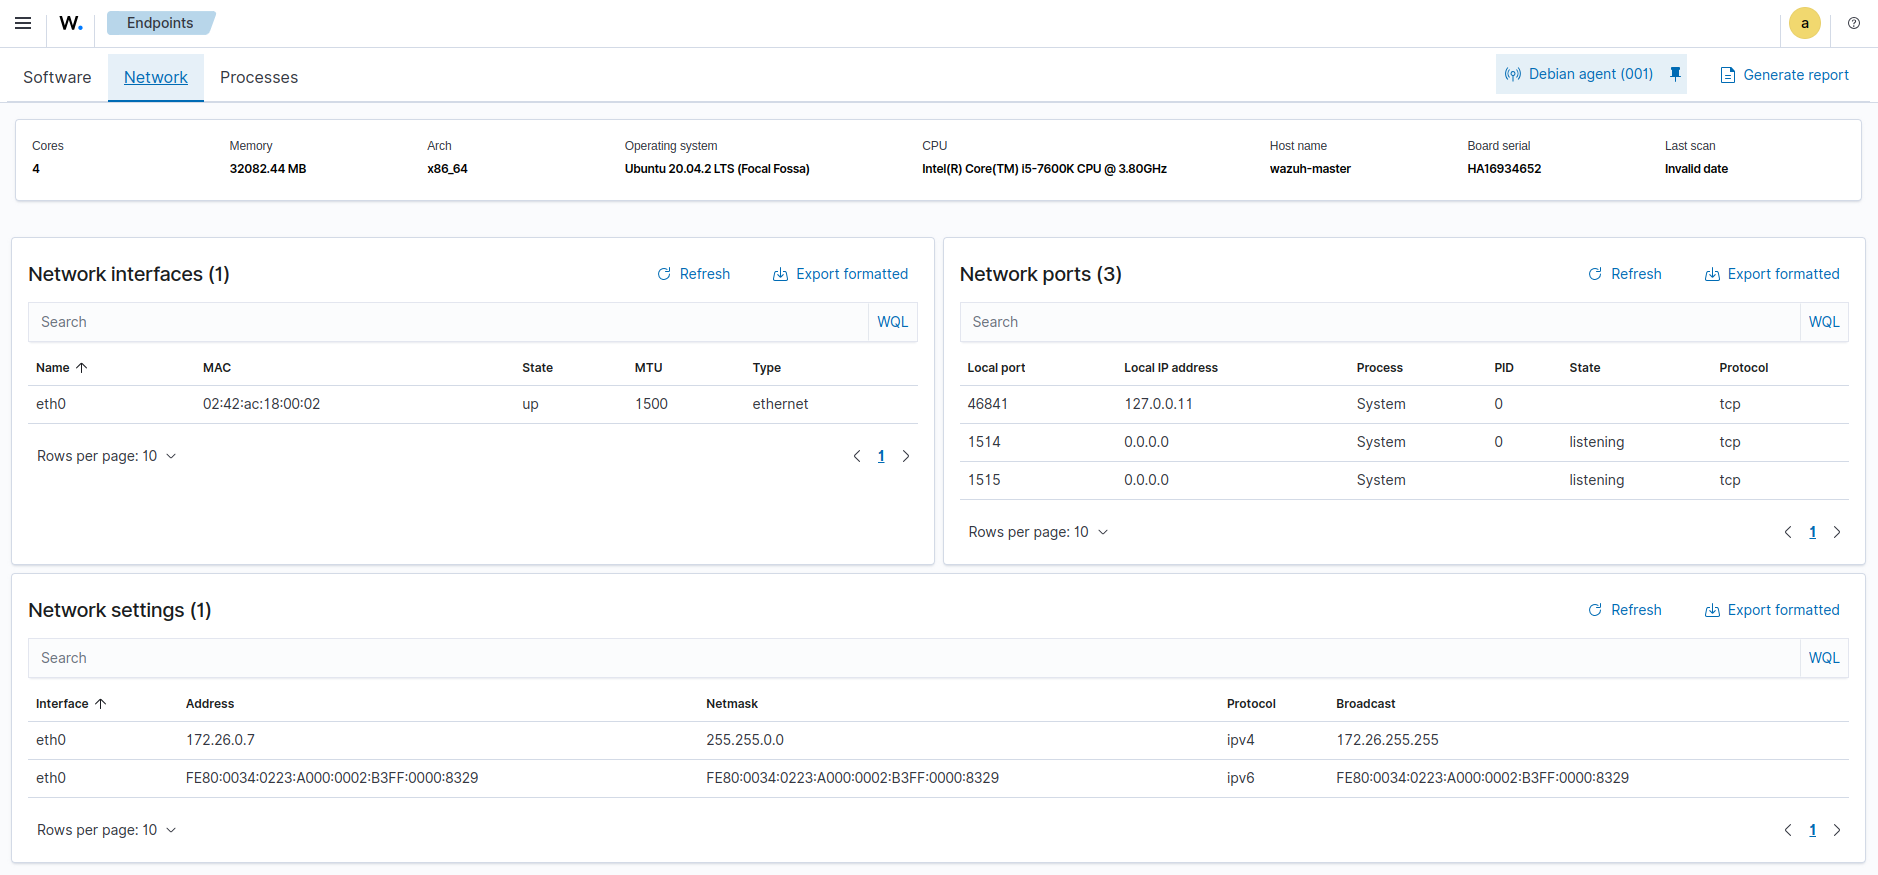 W. Endpoints a
Software Network Processes Debian agent (001) Generate report
Cores Memory Arch Operating system CPU Host name Board serial Last scan
4 32082.44 MB x86_64 Ubuntu 20.04.2 LTS (Focal Fossa) Intel(R) Core(TM) i5-7600K CPU @ 3.80GHz wazuh-master HA16934652 Invalid date
Network interfaces (1) Refresh Export formatted
Search WQL
Name MAC State MTU Type
eth0 02:42:ac:18:00:02 up 1500 ethernet
Rows per page: 10 1
Network ports (3) Refresh Export formatted
Search WQL
Local port Local IP address Process PID State Protocol
46841 127.0.0.11 System 0 tcp
1514 0.0.0.0 System 0 listening tcp
1515 0.0.0.0 System listening tcp
Rows per page: 10 1
Network settings (1) Refresh Export formatted
Search WQL
Interface Address Netmask Protocol Broadcast
eth0 172.26.0.7 255.255.0.0 ipv4 172.26.255.255
eth0 FE80:0034:0223:A000:0002:B3FF:0000:8329 FE80:0034:0223:A000:0002:B3FF:0000:8329 ipv6 FE80:0034:0223:A000:0002:B3FF:0000:8329
Rows per page: 10 1